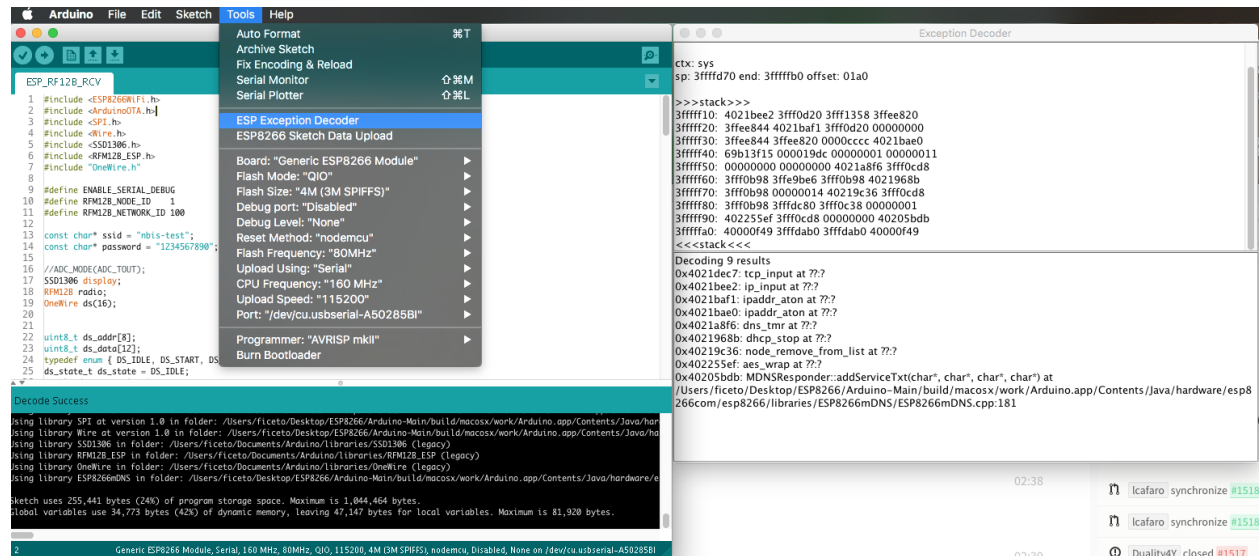 Arduino File Edit Sketch Tools Help
Auto Format ⌘T
Archive Sketch
Fix Encoding & Reload
Serial Monitor ⇧⌘M
Serial Plotter ⇧⌘L
ESP Exception Decoder
ESP8266 Sketch Data Upload
Board: "Generic ESP8266 Module"
Flash Mode: "QIO"
Flash Size: "4M (3M SPIFFS)"
Debug port: "Disabled"
Debug Level: "None"
Reset Method: "nodemcu"
Flash Frequency: "80MHz"
Upload Using: "Serial"
CPU Frequency: "160 MHz"
Upload Speed: "115200"
Port: "/dev/cu.usbserial-A50285BI"
Programmer: "AVRISP mkII"
Burn Bootloader
ESP_RF12B_RCV
1 #include <ESP8266WiFi.h>
2 #include <ArduinoOTA.h>
3 #include <SPI.h>
4 #include <Wire.h>
5 #include <SSD1306.h>
6 #include <RFM12B_ESP.h>
7 #include "OneWire.h"
8
9 #define ENABLE_SERIAL_DEBUG
10 #define RFM12B_NODE_ID 1
11 #define RFM12B_NETWORK_ID 100
12
13 const char* ssid = "nbis-test";
14 const char* password = "1234567890";
15
16 //ADC_MODE(ADC_TOUT);
17 SSD1306 display;
18 RFM12B radio;
19 OneWire ds(16);
20
21
22 uint8_t ds_addr[8];
23 uint8_t ds_data[12];
24 typedef enum { DS_IDLE, DS_START, DS
25 ds_state_t ds_state = DS_IDLE;
Decode Success
Using library SPI at version 1.0 in folder: /Users/ficeto/Desktop/ESP8266/Arduino-Main/build/macosx/work/Arduino.app/Contents/Java/har
Using library Wire at version 1.0 in folder: /Users/ficeto/Desktop/ESP8266/Arduino-Main/build/macosx/work/Arduino.app/Contents/Java/ha
Using library SSD1306 in folder: /Users/ficeto/Documents/Arduino/libraries/SSD1306 (legacy)
Using library RFM12B_ESP in folder: /Users/ficeto/Documents/Arduino/libraries/RFM12B_ESP (legacy)
Using library OneWire in folder: /Users/ficeto/Documents/Arduino/libraries/OneWire (legacy)
Using library ESP8266mDNS in folder: /Users/ficeto/Desktop/ESP8266/Arduino-Main/build/macosx/work/Arduino.app/Contents/Java/hardware/e
Sketch uses 255,441 bytes (24%) of program storage space. Maximum is 1,044,464 bytes.
Global variables use 34,773 bytes (42%) of dynamic memory, leaving 47,147 bytes for local variables. Maximum is 81,920 bytes.
2 Generic ESP8266 Module, Serial, 160 MHz, 80MHz, QIO, 115200, 4M (3M SPIFFS), nodemcu, Disabled, None on /dev/cu.usbserial-A50285BI
Exception Decoder
ctx: sys
sp: 3ffffd70 end: 3fffffb0 offset: 01a0
>>>stack>>>
3fffff10: 4021bee2 3fff0d20 3fff1358 3ffee820
3fffff20: 3ffee844 4021baf1 3fff0d20 00000000
3fffff30: 3ffee844 3ffee820 0000cccc 4021bae0
3fffff40: 69b13f15 000019dc 00000001 00000011
3fffff50: 00000000 00000000 4021a8f6 3fff0cd8
3fffff60: 3fff0b98 3ffe9be6 3fff0b98 4021968b
3fffff70: 3fff0b98 00000014 40219c36 3fff0cd8
3fffff80: 3fff0b98 3fffdc80 3fff0c38 00000001
3fffff90: 402255ef 3fff0cd8 00000000 40205bdb
3fffffa0: 40000f49 3fffdab0 3fffdab0 40000f49
<<<stack<<<
Decoding 9 results
0x4021dec7: tcp_input at ??:?
0x4021bee2: ip_input at ??:?
0x4021baf1: ipaddr_aton at ??:?
0x4021bae0: ipaddr_aton at ??:?
0x4021a8f6: dns_tmr at ??:?
0x4021968b: dhcp_stop at ??:?
0x40219c36: node_remove_from_list at ??:?
0x402255ef: aes_wrap at ??:?
0x40205bdb: MDNSResponder::addServiceTxt(char*, char*, char*, char*) at
/Users/ficeto/Desktop/ESP8266/Arduino-Main/build/macosx/work/Arduino.app/Contents/Java/hardware/esp8
266com/esp8266/libraries/ESP8266mDNS/ESP8266mDNS.cpp:181
02:38
lcafaro synchronize #1518
lcafaro synchronize #1518
Duality4Y closed #1517